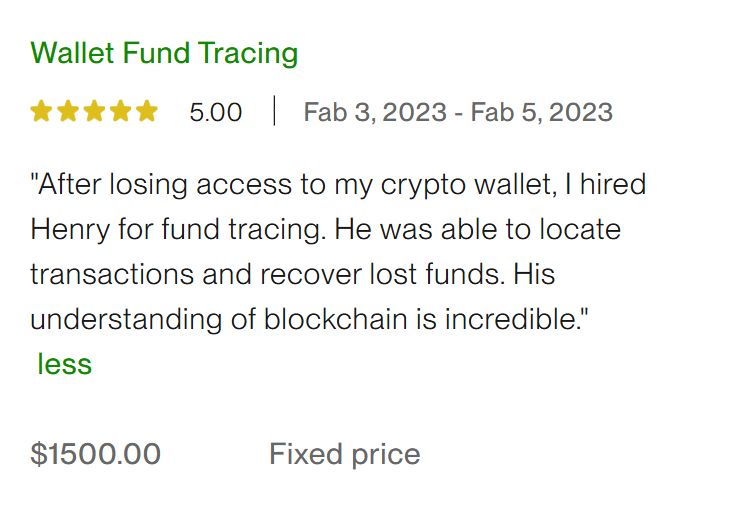 Wallet Fund Tracing
5.00 | Fab 3, 2023 - Fab 5, 2023
"After losing access to my crypto wallet, I hired
Henry for fund tracing. He was able to locate
transactions and recover lost funds. His
understanding of blockchain is incredible."
less
$1500.00 Fixed price